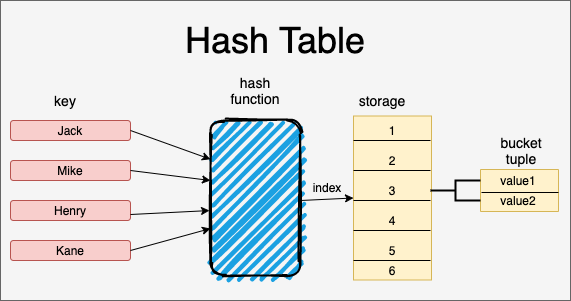 Hash Table
key
hash
function
storage
bucket
tuple
Jack
Mike
Henry
Kane
index
1
2
3
4
5
6
value1
value2